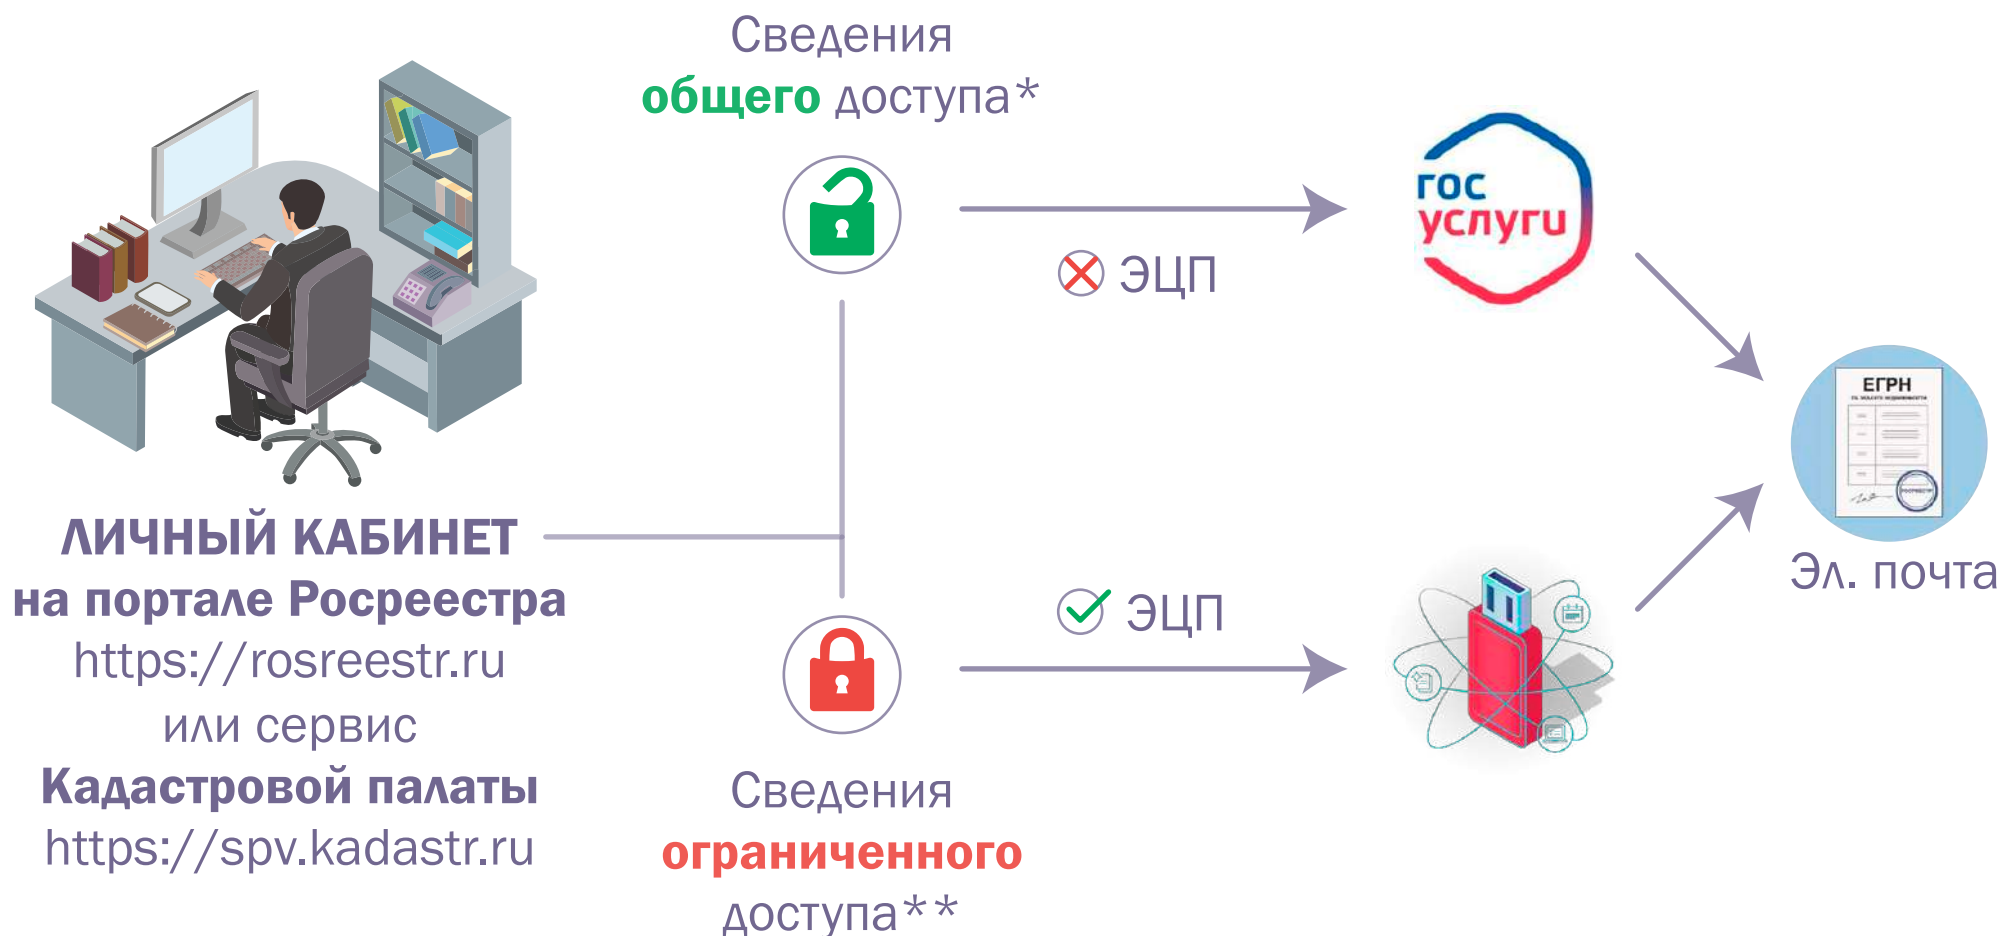 Сведения
общего доступа*
ЭЦП
гос
услуги
ЛИЧНЫЙ КАБИНЕТ
на портале Росреестра
https://rosreestr.ru
или сервис
Кадастровой палаты
https://spv.kadastr.ru
ЭЦП
Сведения
ограниченного
доступа**
ЕГРН
РОСРЕЕСТР
Эл. почта